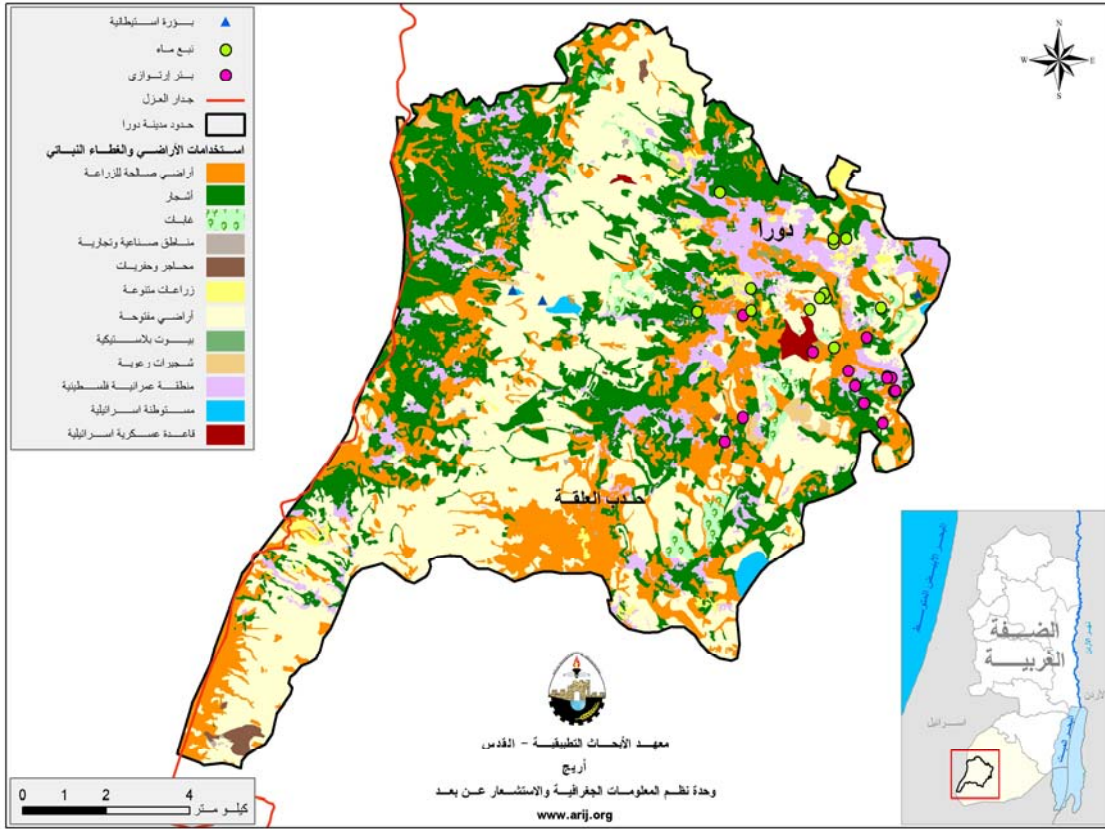 بـؤرة استيطانية
نبع ماء
بئر إرتوازي
جدار العزل
حدود مدينة دورا
استخدامات الأراضي والغطاء النباتي
أراضي صالحة للزراعة
أشجار
غابات
مناطق صناعية وتجارية
محاجر وحفريات
زراعات متنوعة
أراضي مفتوحة
بيوت بلاستيكية
شجيرات رعوية
منطقة عمرانية فلسطينية
مستوطنة اسرائيلية
قاعدة عسكرية اسرائيلية
N
W E
S
دورا
حدب العلقة
البحر الأبيض المتوسط
الضفة
الغربية
نهر الأردن
الأردن
اسرائيل
البحر الميت
معهد الأبحاث التطبيقية - القدس
أريج
وحدة نظم المعلومات الجغرافية والاستشعار عن بعد
www.arij.org
0 1 2 4
كيلو متر